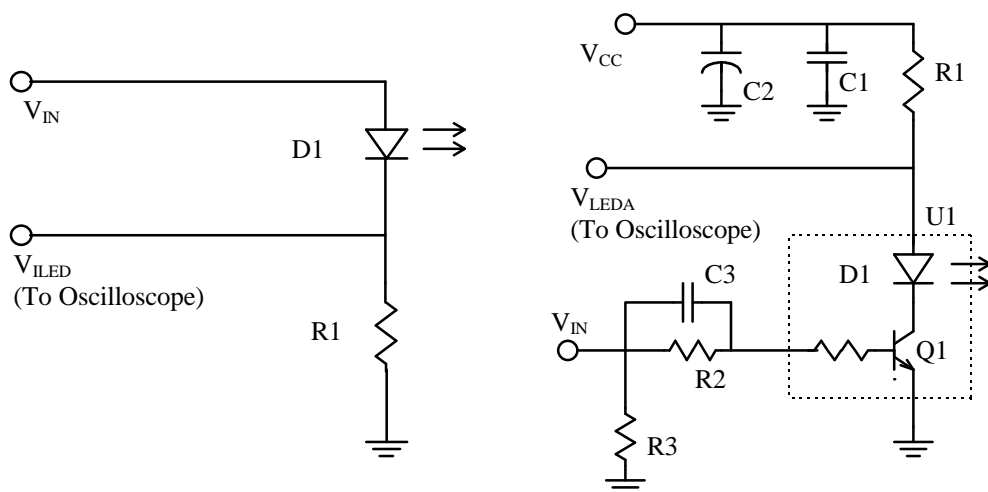 V_IN
D1
V_ILED
(To Oscilloscope)
R1
V_CC
C2
C1
R1
V_LEDA
(To Oscilloscope)
U1
D1
C3
V_IN
R2
Q1
R3